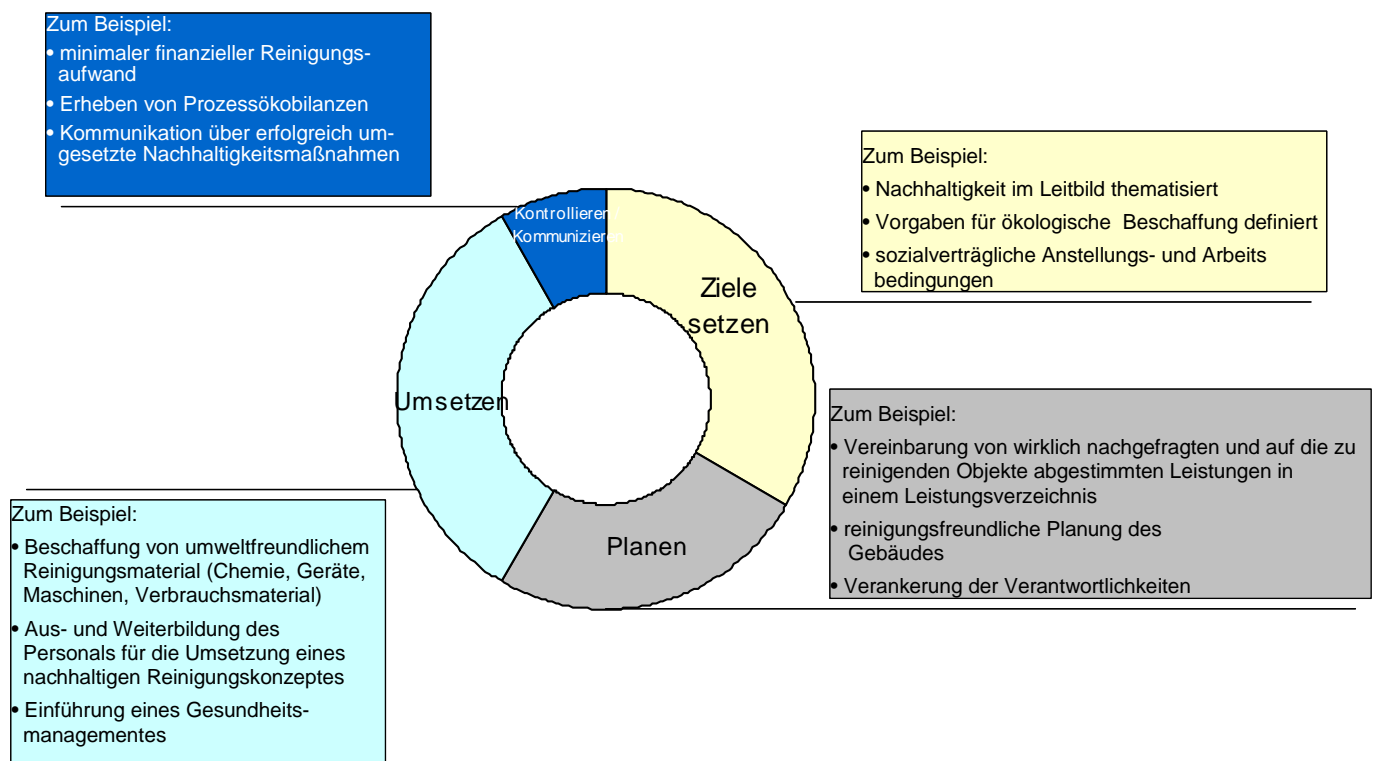 Zum Beispiel:
• minimaler finanzieller Reinigungs-
aufwand
• Erheben von Prozessökobilanzen
• Kommunikation über erfolgreich um-
gesetzte Nachhaltigkeitsmaßnahmen
Zum Beispiel:
• Nachhaltigkeit im Leitbild thematisiert
• Vorgaben für ökologische Beschaffung definiert
• sozialverträgliche Anstellungs- und Arbeits
bedingungen
Kontrollieren/
Kommunizieren
Ziele
setzen
Umsetzen
Planen
Zum Beispiel:
• Vereinbarung von wirklich nachgefragten und auf die zu
reinigenden Objekte abgestimmten Leistungen in
einem Leistungsverzeichnis
• reinigungsfreundliche Planung des
Gebäudes
• Verankerung der Verantwortlichkeiten
Zum Beispiel:
• Beschaffung von umweltfreundlichem
Reinigungsmaterial (Chemie, Geräte,
Maschinen, Verbrauchsmaterial)
• Aus- und Weiterbildung des
Personals für die Umsetzung eines
nachhaltigen Reinigungskonzeptes
• Einführung eines Gesundheits-
managementes